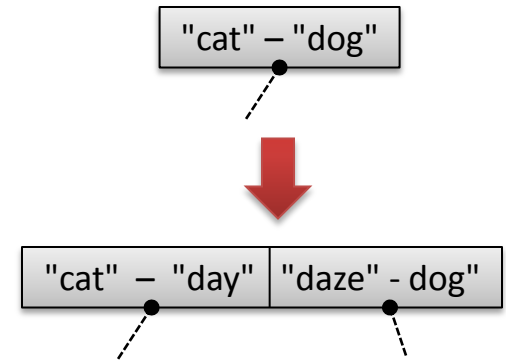 "cat" – "dog"
"cat" – "day" "daze" - dog"